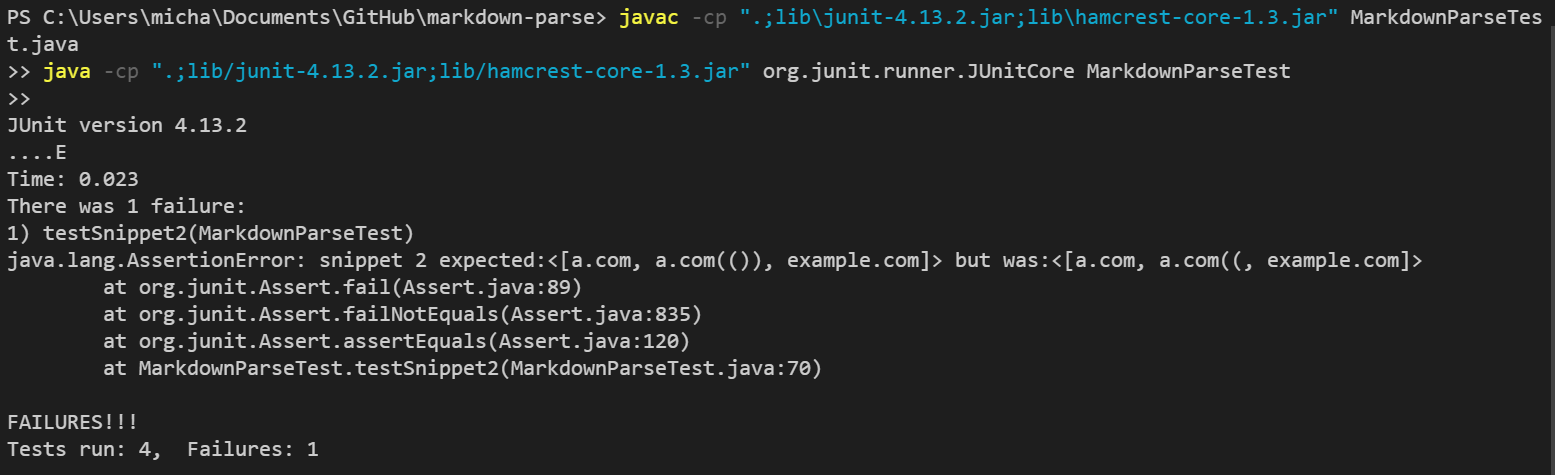 PS C:\Users\micha\Documents\GitHub\markdown-parse> javac -cp ".;lib\junit-4.13.2.jar;lib\hamcrest-core-1.3.jar" MarkdownParseTes
t.java
>> java -cp ".;lib/junit-4.13.2.jar;lib/hamcrest-core-1.3.jar" org.junit.runner.JUnitCore MarkdownParseTest
>>
JUnit version 4.13.2
....E
Time: 0.023
There was 1 failure:
1) testSnippet2(MarkdownParseTest)
java.lang.AssertionError: snippet 2 expected:<[a.com, a.com(()), example.com]> but was:<[a.com, a.com((, example.com]>
        at org.junit.Assert.fail(Assert.java:89)
        at org.junit.Assert.failNotEquals(Assert.java:835)
        at org.junit.Assert.assertEquals(Assert.java:120)
        at MarkdownParseTest.testSnippet2(MarkdownParseTest.java:70)

FAILURES!!!
Tests run: 4,  Failures: 1